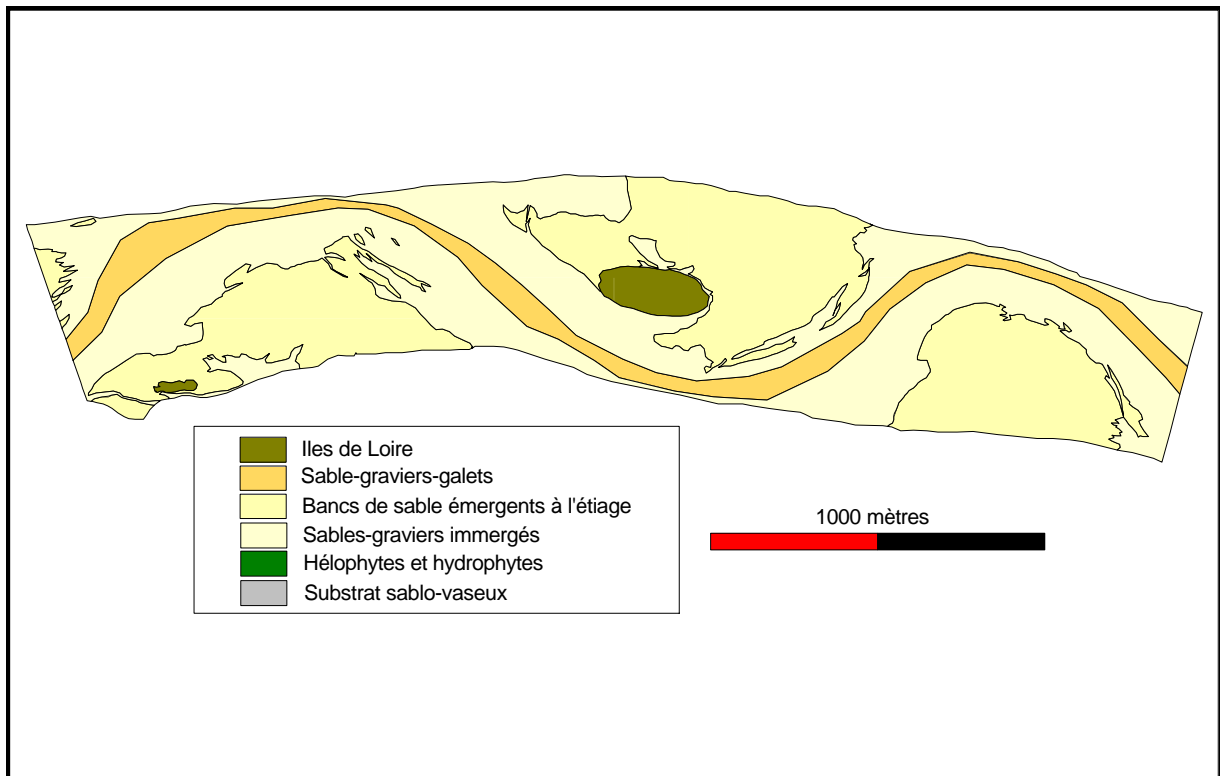 Iles de Loire
Sable-graviers-galets
Bancs de sable émergents à l'étiage
Sables-graviers immergés
Hélophytes et hydrophytes
Substrat sablo-vaseux
1000 mètres